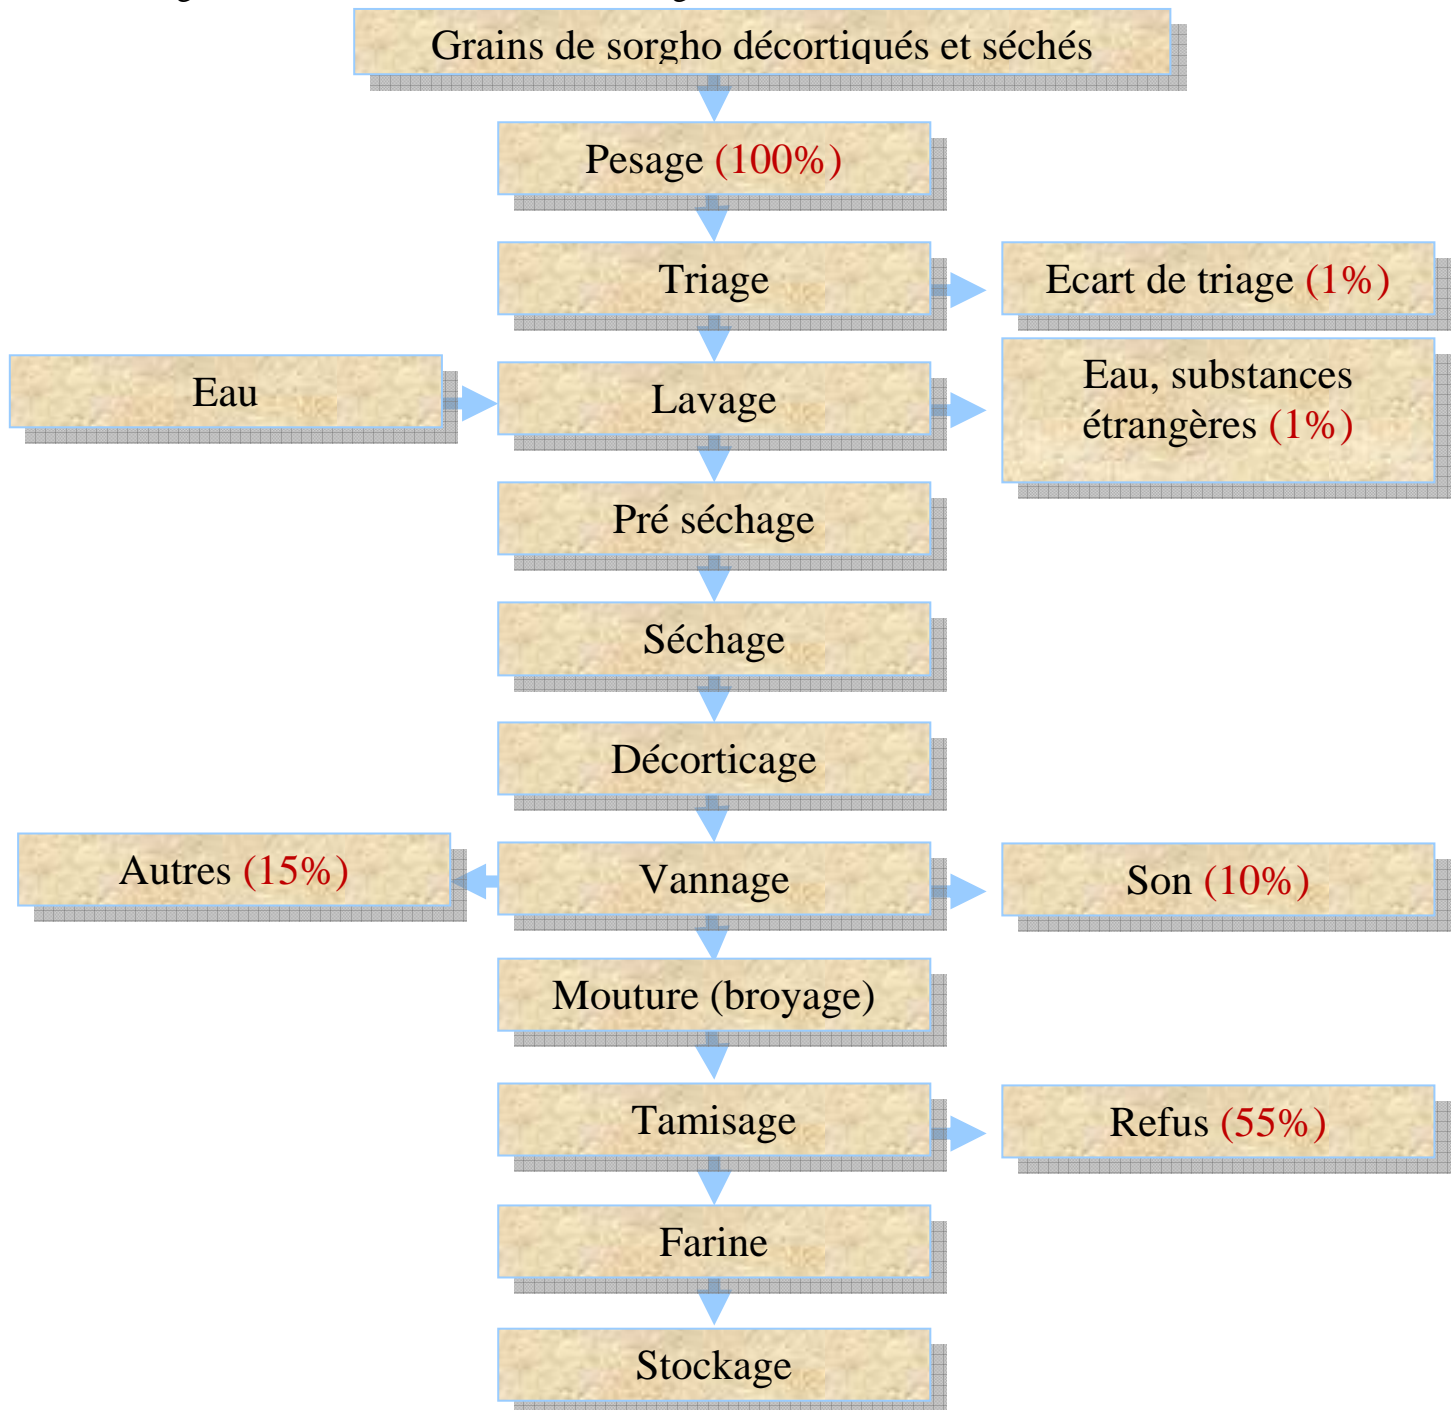 Grains de sorgho décortiqués et séchés
Pesage (100%)
Triage
Ecart de triage (1%)
Eau
Lavage
Eau, substances
étrangères (1%)
Pré séchage
Séchage
Décorticage
Autres (15%)
Vannage
Son (10%)
Mouture (broyage)
Tamisage
Refus (55%)
Farine
Stockage